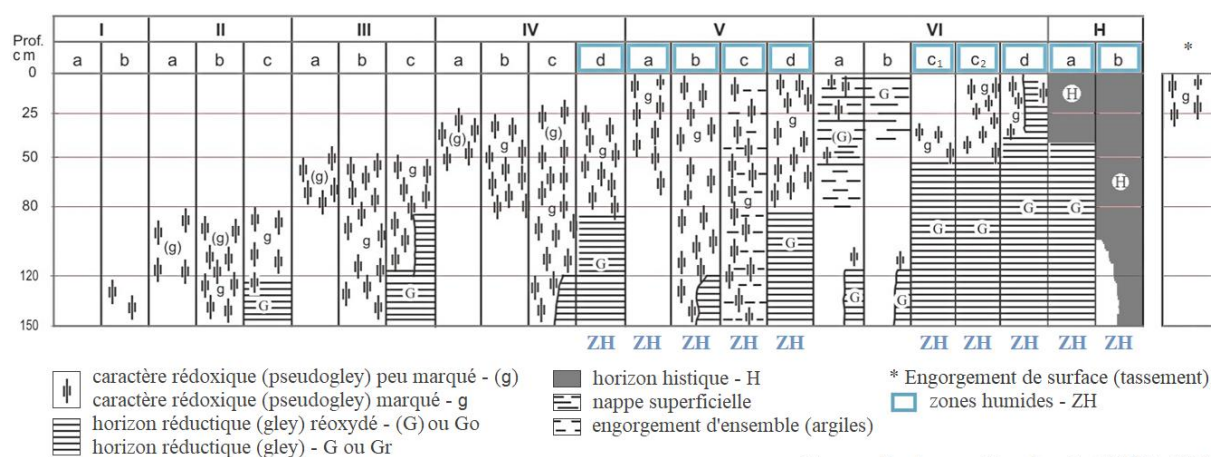 I II III IV V VI H
Prof. cm a b a b c a b c a b c d a b c d a b c₁ c₂ d a b *
0
25
50
80
120
150
(g) (g) g (g) g (g) g (g) (g) g (g) g g g g g g g g g g
(G) G G G G G G G G G G G G H H
ZH ZH ZH ZH ZH ZH ZH ZH ZH ZH
caractère rédoxique (pseudogley) peu marqué - (g)
caractère rédoxique (pseudogley) marqué - g
horizon réductique (gley) réoxydé - (G) ou Go
horizon réductique (gley) - G ou Gr
horizon histique - H
nappe superficielle
engorgement d'ensemble (argiles)
* Engorgement de surface (tassement)
zones humides - ZH